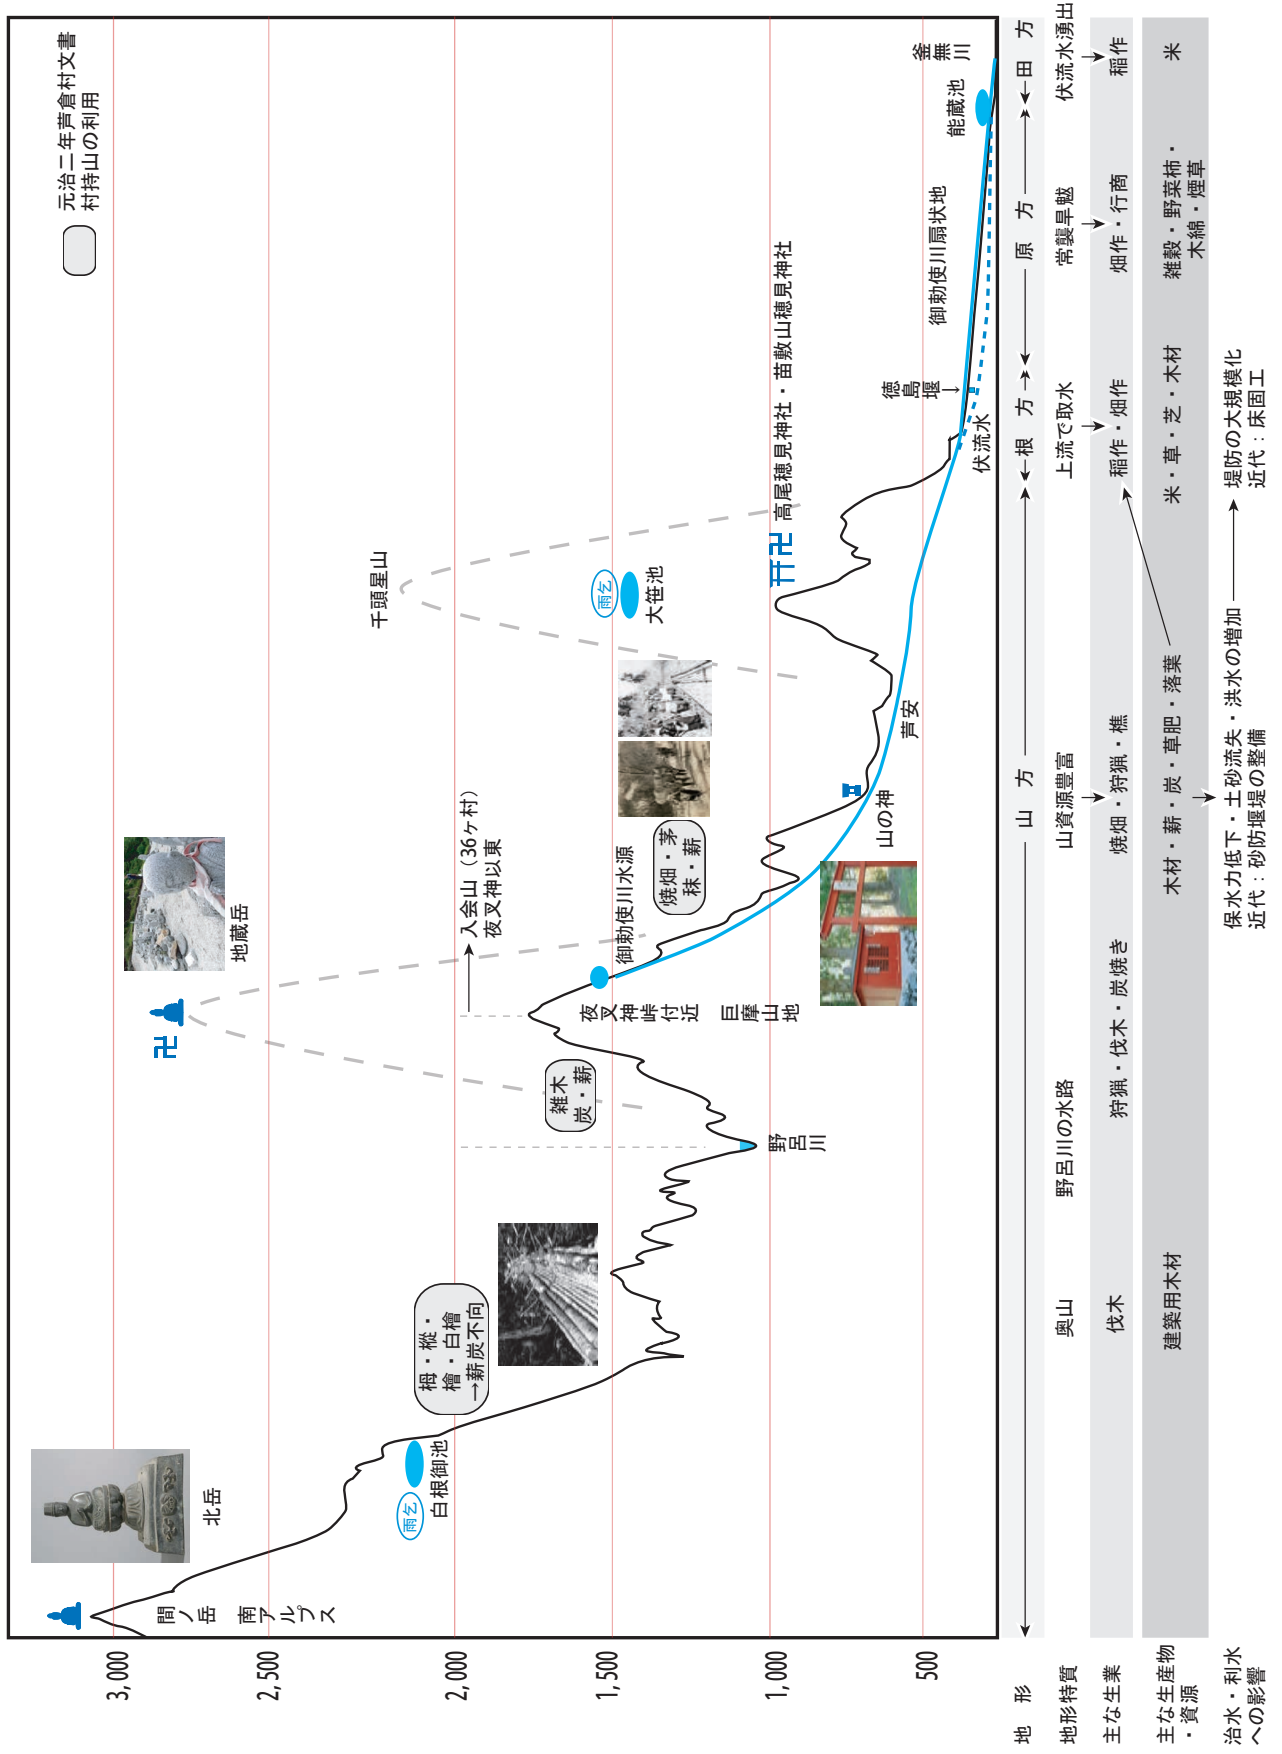 元治二年芦倉村文書
村持山の利用
3,000
2,500
2,000
1,500
1,000
500
間ノ岳
南アルプス
北岳
雨乞
白根御池
栂・樅・
檜・白檜
→薪炭不向
野呂川
雑木
炭・薪
地蔵岳
入会山（36ヶ村）
夜叉神以東
夜叉神峠付近
巨摩山地
御勅使川水源
焼畑・茅
秣・薪
山の神
芦安
千頭星山
雨乞
大笹池
高尾穂見神社・苗敷山穂見神社
伏流水
徳島堰
御勅使川扇状地
能蔵池
釜無川
地　形
山　方
根　方
原　方
田　方
地形特質
奥山
野呂川の水路
山資源豊富
上流で取水
常襲旱魃
伏流水湧出
主な生業
伐木
狩猟・伐木・炭焼き
焼畑・狩猟・樵
稲作・畑作
畑作・行商
稲作
主な生産物
・資源
建築用木材
木材・薪・炭・草肥・落葉
米・草・芝・木材
雑穀・野菜柿・
木綿・煙草
米
治水・利水
への影響
保水力低下・土砂流失・洪水の増加
近代：砂防堰堤の整備
堤防の大規模化
近代：床固工